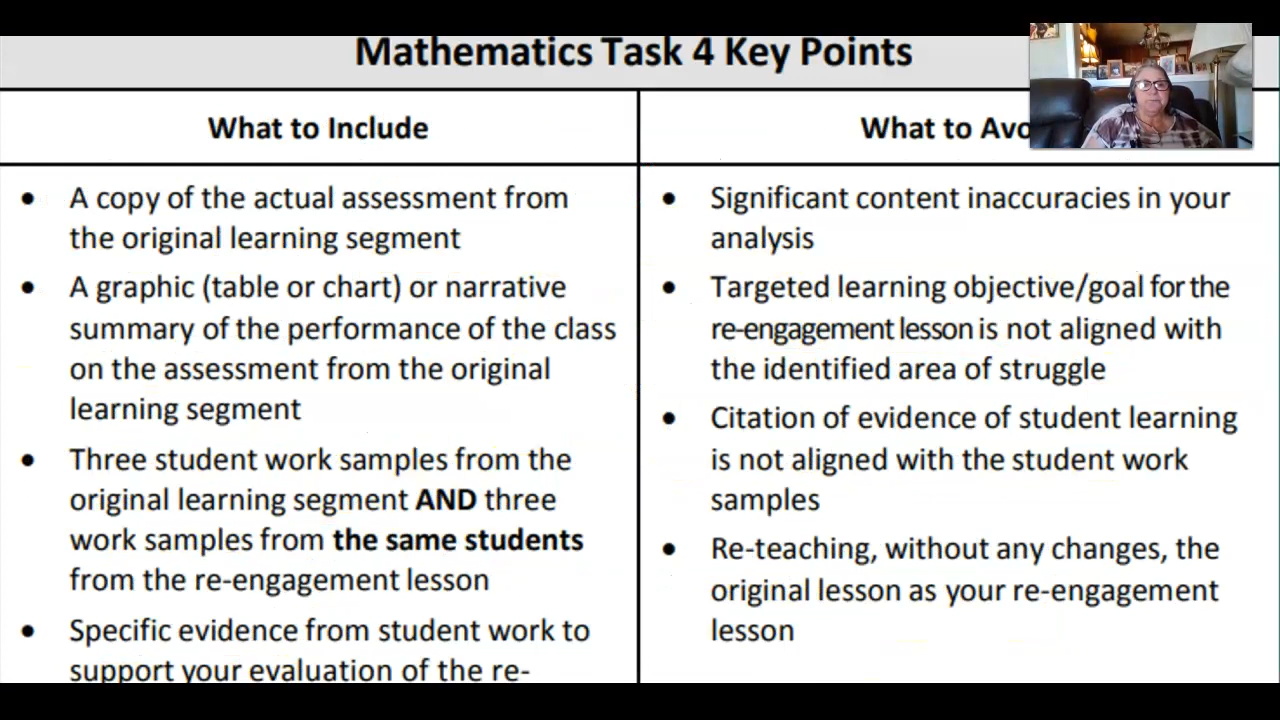 Mathematics Task 4 Key Points
What to Include
• A copy of the actual assessment from
the original learning segment
• A graphic (table or chart) or narrative
summary of the performance of the class
on the assessment from the original
learning segment
• Three student work samples from the
original learning segment AND three
work samples from the same students
from the re-engagement lesson
• Specific evidence from student work to
support your evaluation of the re-
What to Avo
• Significant content inaccuracies in your
analysis
• Targeted learning objective/goal for the
re-engagement lesson is not aligned with
the identified area of struggle
• Citation of evidence of student learning
is not aligned with the student work
samples
• Re-teaching, without any changes, the
original lesson as your re-engagement
lesson